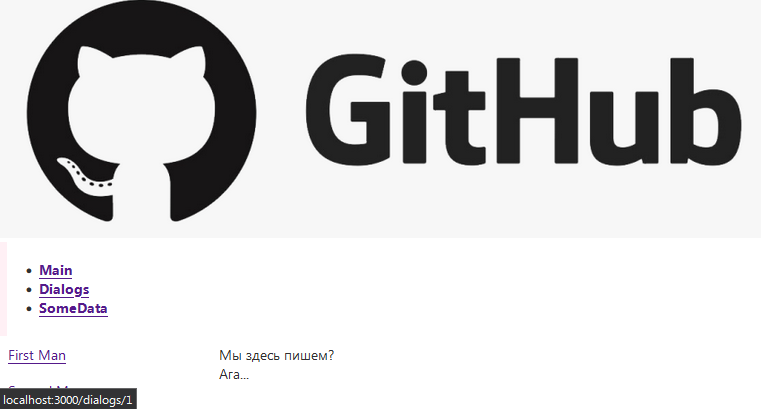 GitHub
Main
Dialogs
SomeData
First Man
Мы здесь пишем?
Ага...
localhost:3000/dialogs/1